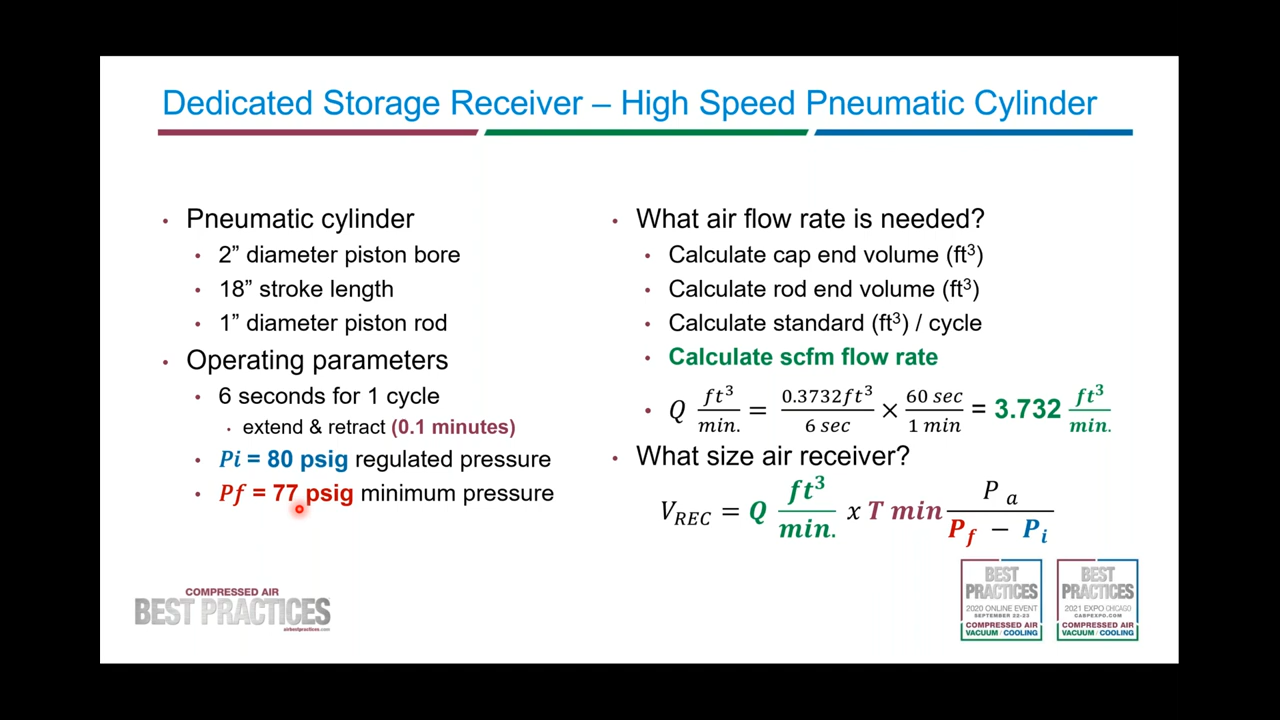 Dedicated Storage Receiver – High Speed Pneumatic Cylinder
• Pneumatic cylinder
• 2” diameter piston bore
• 18” stroke length
• 1” diameter piston rod
• Operating parameters
• 6 seconds for 1 cycle
• extend & retract (0.1 minutes)
• Pi = 80 psig regulated pressure
• Pf = 77 psig minimum pressure
• What air flow rate is needed?
• Calculate cap end volume (ft³)
• Calculate rod end volume (ft³)
• Calculate standard (ft³) / cycle
• Calculate scfm flow rate
• Q ft³/min. = 0.3732ft³/6 sec × 60 sec/1 min = 3.732 ft³/min.
• What size air receiver?
V_REC = Q ft³/min. x T min P_a/(P_f − P_i)
COMPRESSED AIR
BEST PRACTICES
airbestpractices.com
BEST
PRACTICES
2020 ONLINE EVENT
SEPTEMBER 22-23
COMPRESSED AIR
VACUUM / COOLING
BEST
PRACTICES
2021 EXPO CHICAGO
CABPEXPO.COM
COMPRESSED AIR
VACUUM / COOLING